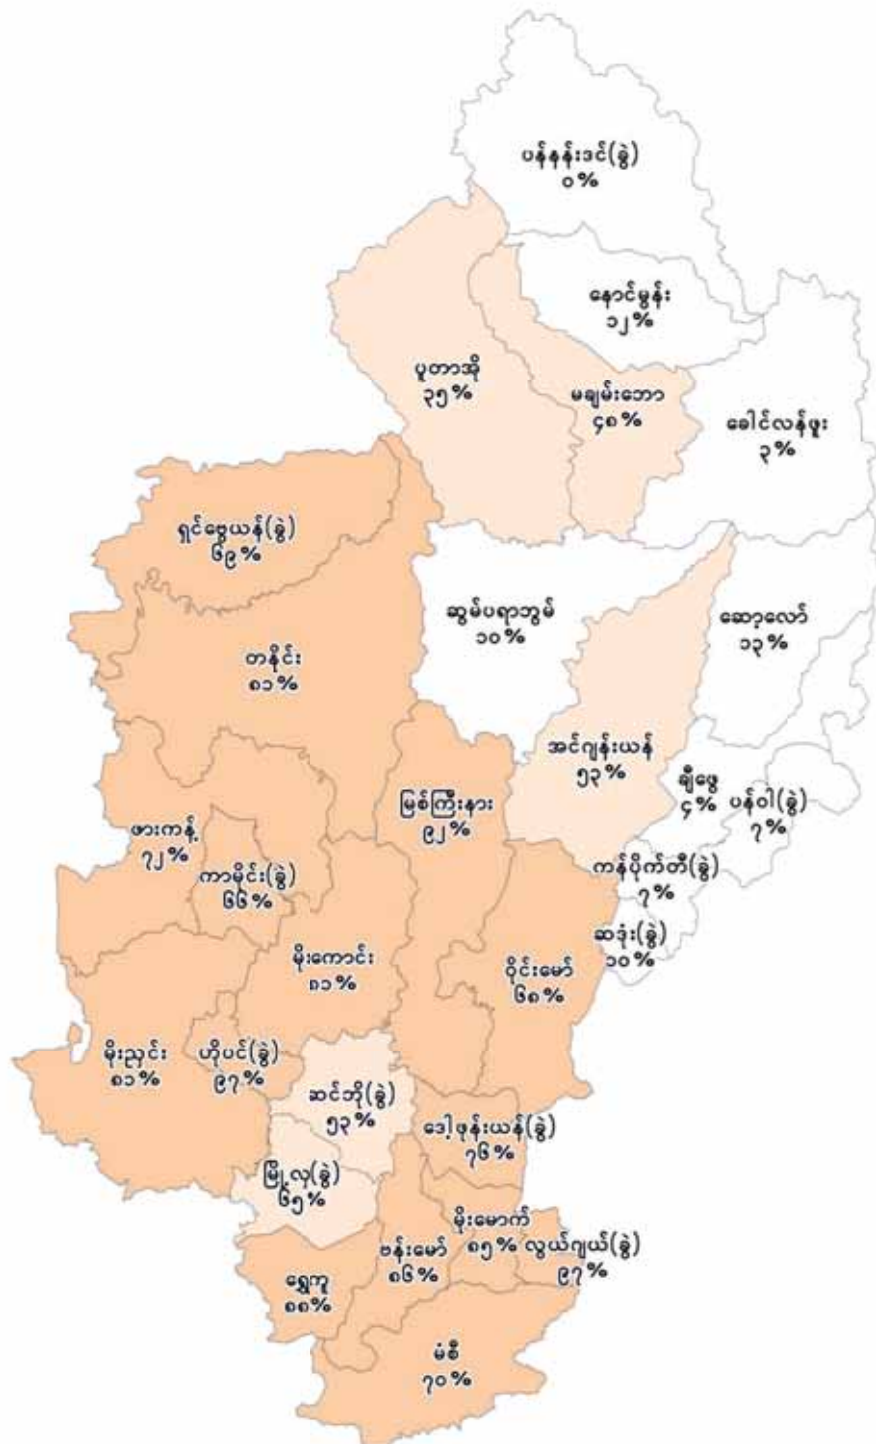 ပန်နန်းဒင်(ခွဲ)
၀%
နောင်မွန်း
၁၂%
ပူတာအို
၃၅%
မချမ်းဘော
၄၈%
ခေါင်လန်ဖူး
၃%
ရှင်ဗွေယန်(ခွဲ)
၆၉%
ဆွမ်ပရာဘွမ်
၁၀%
ဆော့လော်
၁၃%
တနိုင်း
၈၁%
အင်ဂျန်းယန်
၅၃%
ချီဖွေ
၄%
ပန်ဝါ(ခွဲ)
၇%
မြစ်ကြီးနား
၉၂%
ဖားကန့်
၇၂%
ကာမိုင်း(ခွဲ)
၆၆%
ကန်ပိုက်တီ(ခွဲ)
၇%
ဆဒုံး(ခွဲ)
၁၀%
မိုးကောင်း
၈၁%
ဝိုင်းမော်
၆၈%
မိုးညှင်း
၈၁%
ဟိုပင်(ခွဲ)
၉၇%
ဆင်ဘို(ခွဲ)
၅၃%
ဒေါ့ဖုန်းယန်(ခွဲ)
၇၆%
မြို့လှ(ခွဲ)
၆၅%
မိုးမောက်
၈၅%
လွယ်ဂျယ်(ခွဲ)
၉၇%
ဗန်းမော်
၈၆%
ရွှေကူ
၈၈%
မံစီ
၇၀%